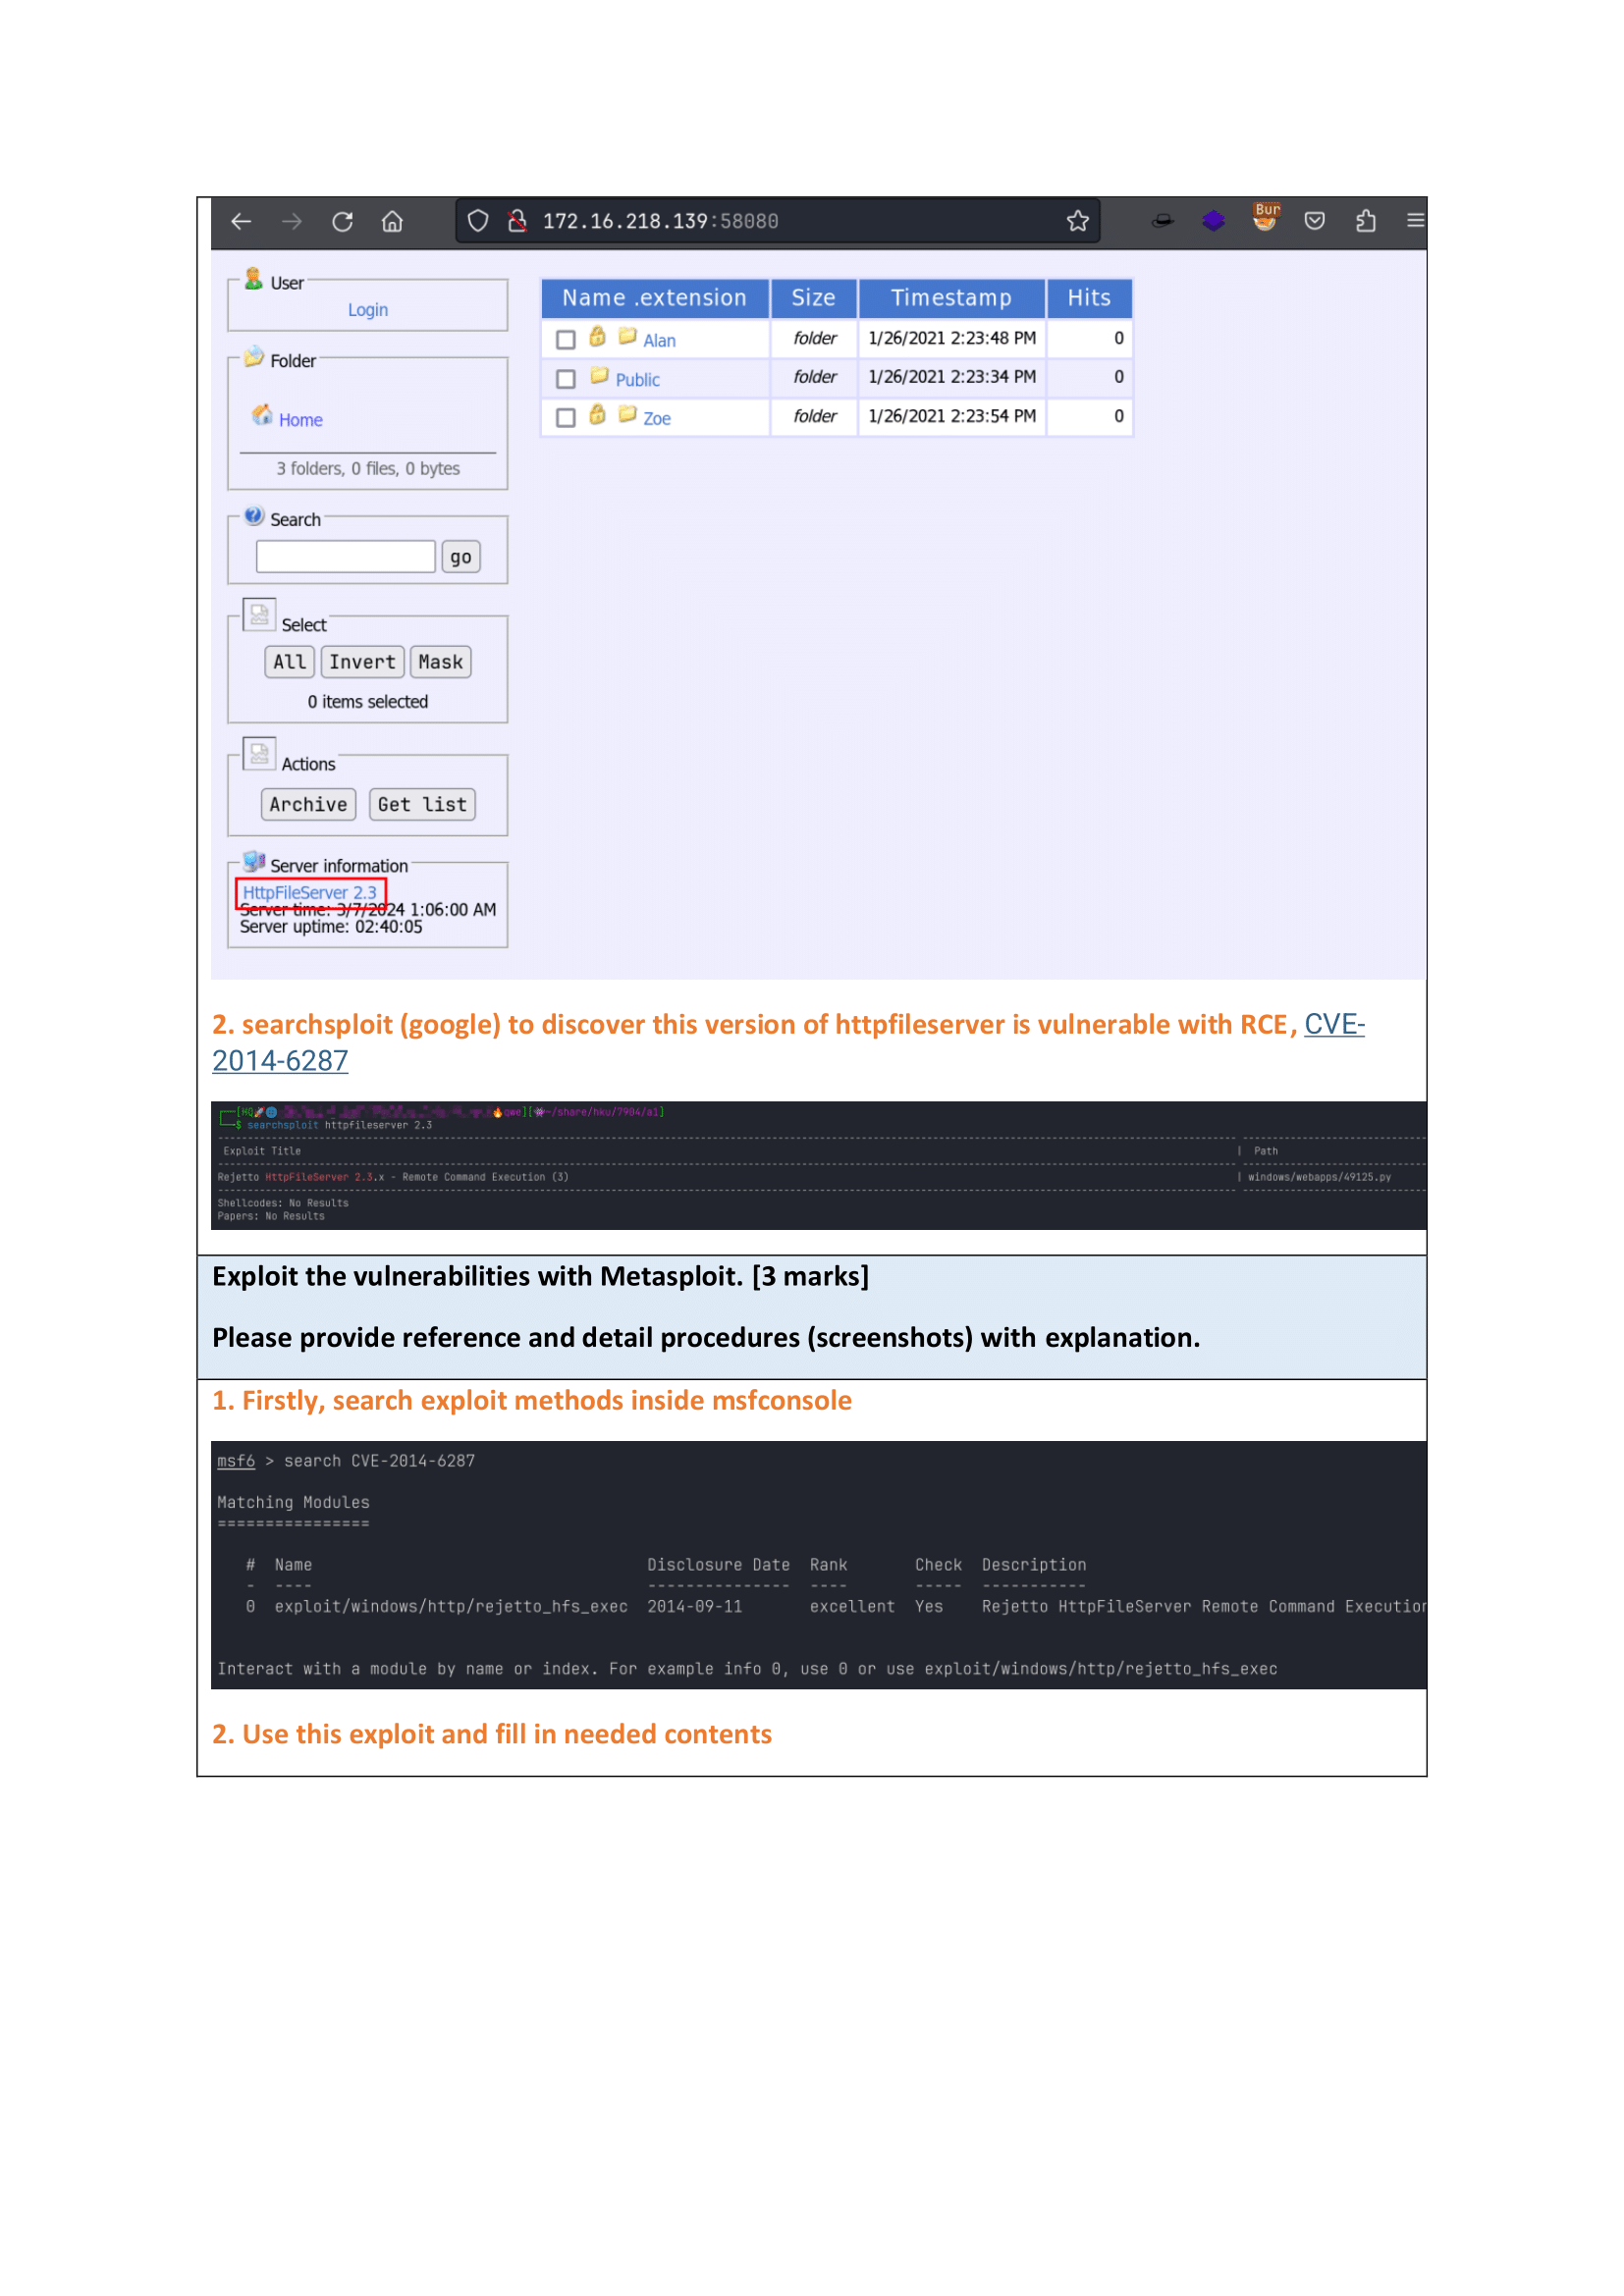 172.16.218.139:58080
Bur
User
Login
Folder
Home
3 folders, 0 files, 0 bytes
Search
go
Select
All Invert Mask
0 items selected
Actions
Archive Get list
Server information
HttpFileServer 2.3
Server time: 3/7/2024 1:06:00 AM
Server uptime: 02:40:05
Name .extension Size Timestamp Hits
Alan folder 1/26/2021 2:23:48 PM 0
Public folder 1/26/2021 2:23:34 PM 0
Zoe folder 1/26/2021 2:23:54 PM 0
2. searchsploit (google) to discover this version of httpfileserver is vulnerable with RCE, CVE-
2014-6287
[HQ🚀🌐 🔥qwe][👾~/share/hku/7904/a1]
$ searchsploit httpfileserver 2.3
Exploit Title | Path
Rejetto HttpFileServer 2.3.x - Remote Command Execution (3) | windows/webapps/49125.py
Shellcodes: No Results
Papers: No Results
Exploit the vulnerabilities with Metasploit. [3 marks]
Please provide reference and detail procedures (screenshots) with explanation.
1. Firstly, search exploit methods inside msfconsole
msf6 > search CVE-2014-6287
Matching Modules
================
# Name Disclosure Date Rank Check Description
- ---- --------------- ---- ----- -----------
0 exploit/windows/http/rejetto_hfs_exec 2014-09-11 excellent Yes Rejetto HttpFileServer Remote Command Execution
Interact with a module by name or index. For example info 0, use 0 or use exploit/windows/http/rejetto_hfs_exec
2. Use this exploit and fill in needed contents